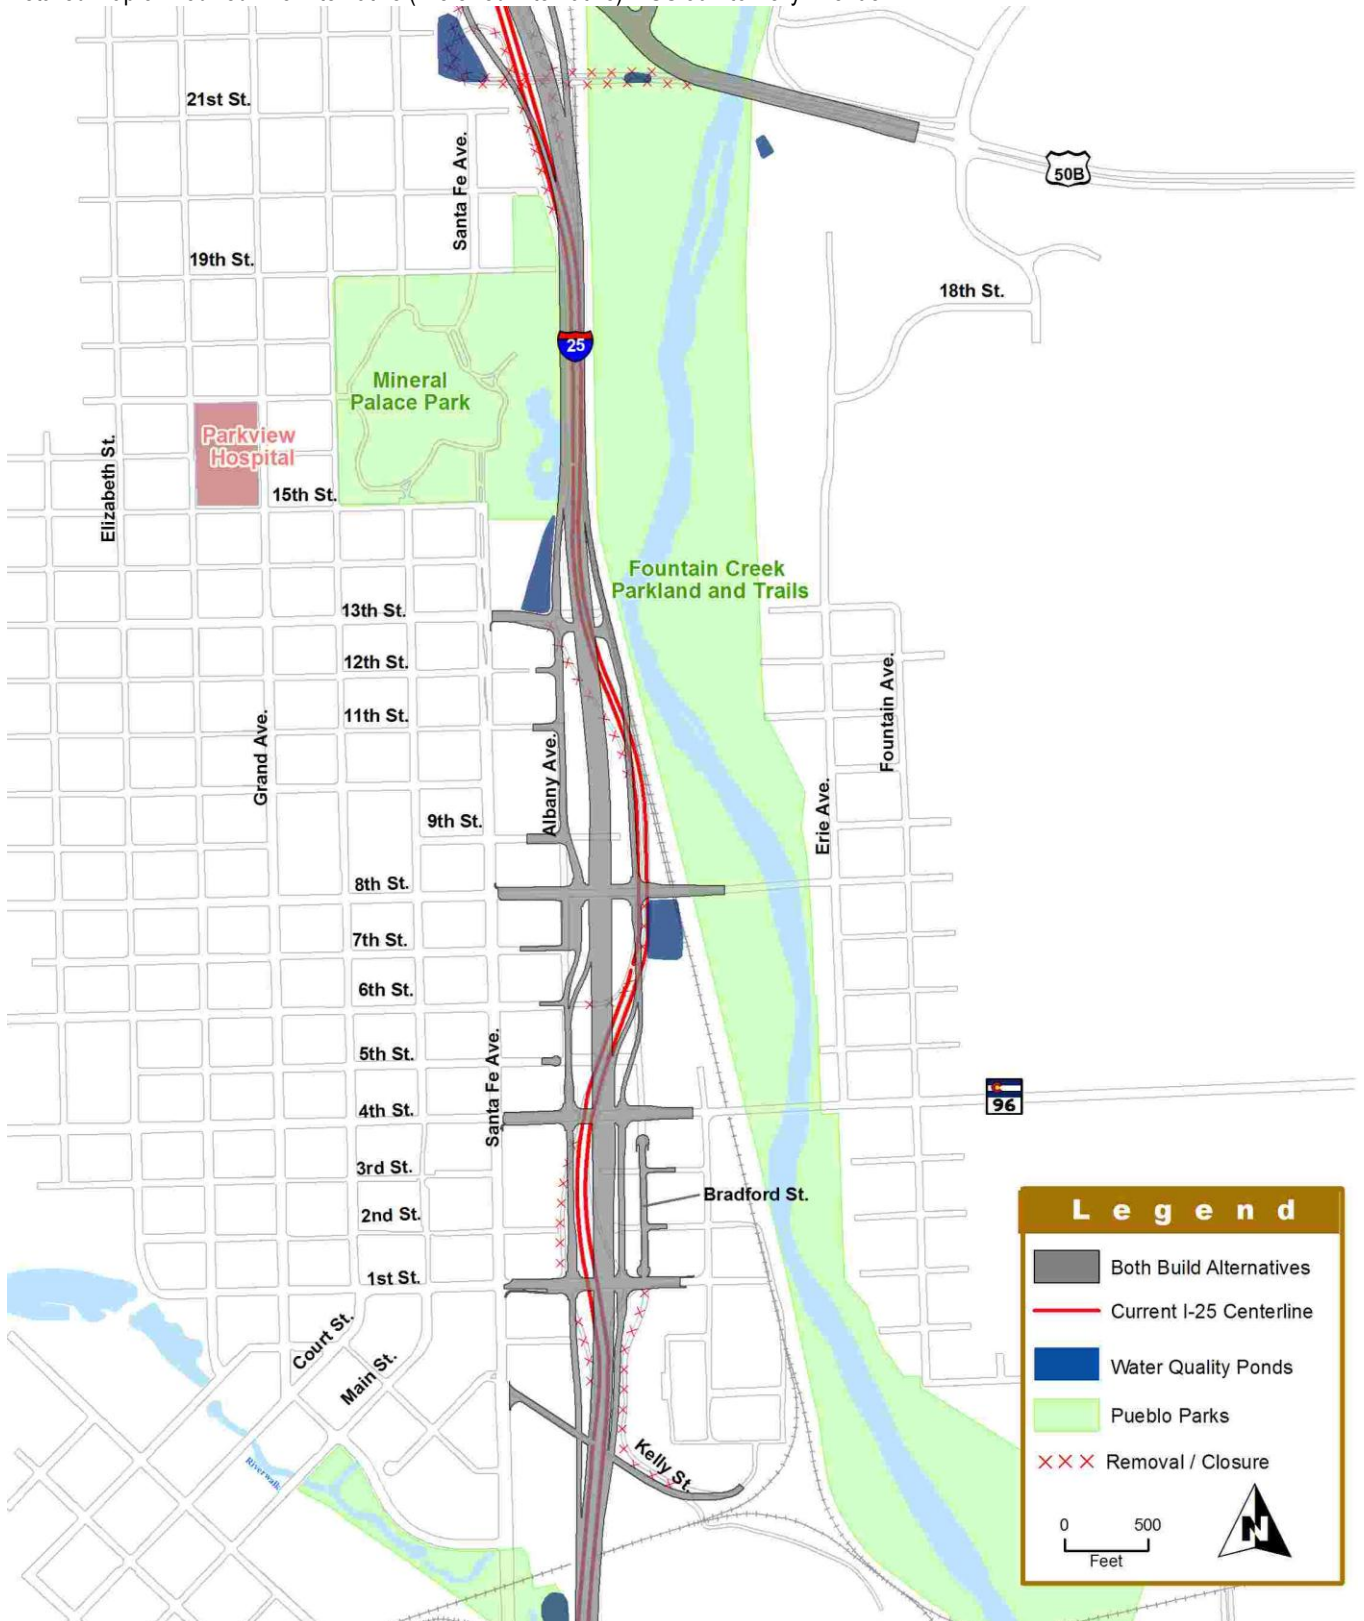 21st St.
Santa Fe Ave.
50B
19th St.
18th St.
25
Mineral
Palace Park
Parkview
Hospital
Elizabeth St.
15th St.
Fountain Creek
Parkland and Trails
13th St.
12th St.
11th St.
Grand Ave.
Albany Ave.
Fountain Ave.
Erie Ave.
9th St.
8th St.
7th St.
6th St.
5th St.
Santa Fe Ave.
4th St.
96
3rd St.
Bradford St.
2nd St.
1st St.
Court St.
Main St.
Kelly St.
Riverwalk
Legend
Both Build Alternatives
Current I-25 Centerline
Water Quality Ponds
Pueblo Parks
Removal / Closure
0 500
Feet
N